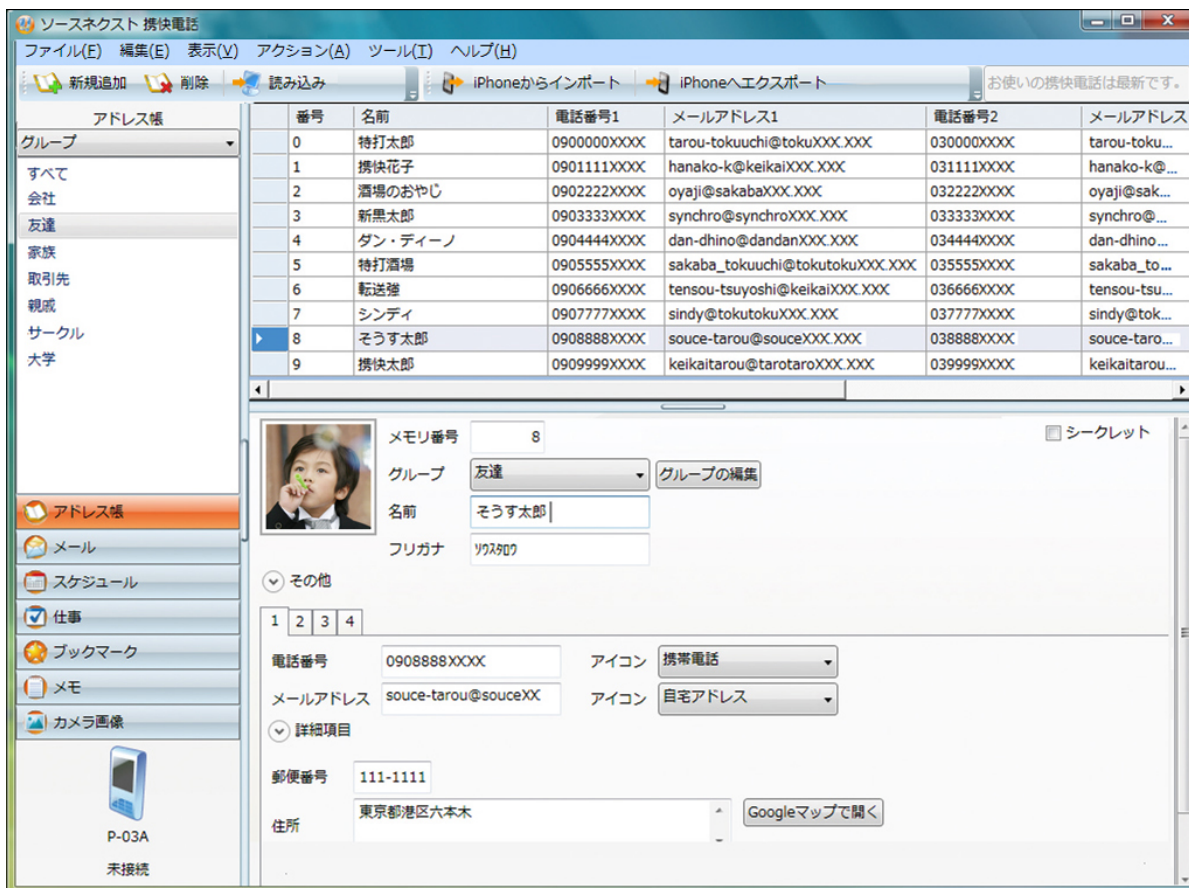 ソースネクスト 携快電話
ファイル(F) 編集(E) 表示(V) アクション(A) ツール(T) ヘルプ(H)
新規追加 削除 読み込み iPhoneからインポート iPhoneへエクスポート お使いの携快電話は最新です。
アドレス帳
グループ
すべて
会社
友達
家族
取引先
親戚
サークル
大学
番号 名前 電話番号1 メールアドレス1 電話番号2 メールアドレス
0 特打太郎 0900000XXXX tarou-tokuuchi@tokuXXX.XXX 030000XXXX tarou-toku...
1 携快花子 0901111XXXX hanako-k@keikaiXXX.XXX 031111XXXX hanako-k@...
2 酒場のおやじ 0902222XXXX oyaji@sakabaXXX.XXX 032222XXXX oyaji@sak...
3 新黒太郎 0903333XXXX synchro@synchroXXX.XXX 033333XXXX synchro@...
4 ダン・ディーノ 0904444XXXX dan-dhino@dandanXXX.XXX 034444XXXX dan-dhino...
5 特打酒場 0905555XXXX sakaba_tokuuchi@tokutokuXXX.XXX 035555XXXX sakaba_to...
6 転送強 0906666XXXX tensou-tsuyoshi@keikaiXXX.XXX 036666XXXX tensou-tsu...
7 シンディ 0907777XXXX sindy@tokutokuXXX.XXX 037777XXXX sindy@tok...
8 そうす太郎 0908888XXXX souce-tarou@souceXXX.XXX 038888XXXX souce-taro...
9 携快太郎 0909999XXXX keikaitarou@tarotaroXXX.XXX 039999XXXX keikaitarou...
アドレス帳
メール
スケジュール
仕事
ブックマーク
メモ
カメラ画像
P-03A
未接続
メモリ番号 8 シークレット
グループ 友達 グループの編集
名前 そうす太郎
フリガナ ｿｳｽﾀﾛｳ
その他
1 2 3 4
電話番号 0908888XXXX アイコン 携帯電話
メールアドレス souce-tarou@souceXX アイコン 自宅アドレス
詳細項目
郵便番号 111-1111
住所 東京都港区六本木 Googleマップで開く